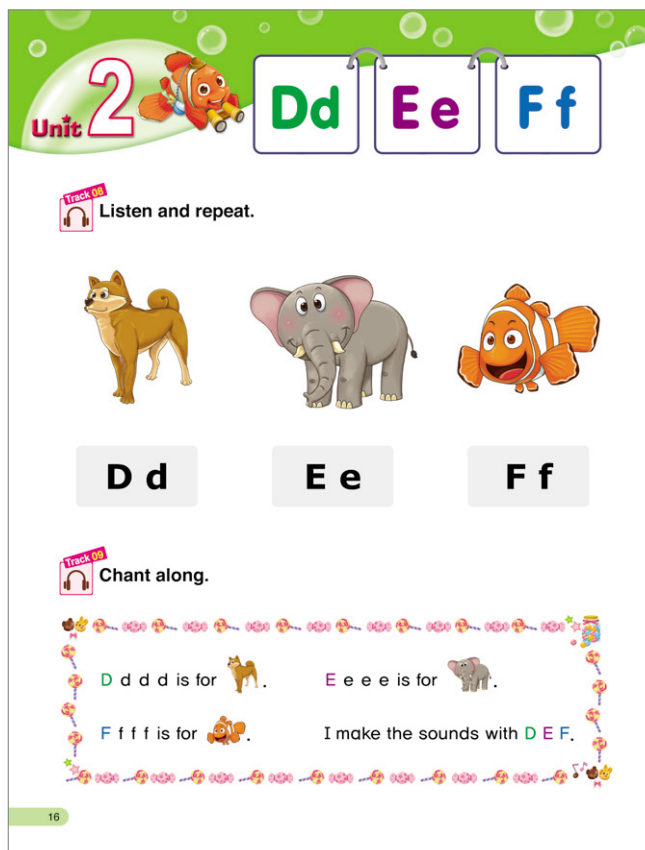 Unit 2
Dd Ee Ff
Track 08
Listen and repeat.
D d E e F f
Track 09
Chant along.
D d d d is for . E e e e is for .
F f f f is for . I make the sounds with D E F.
16